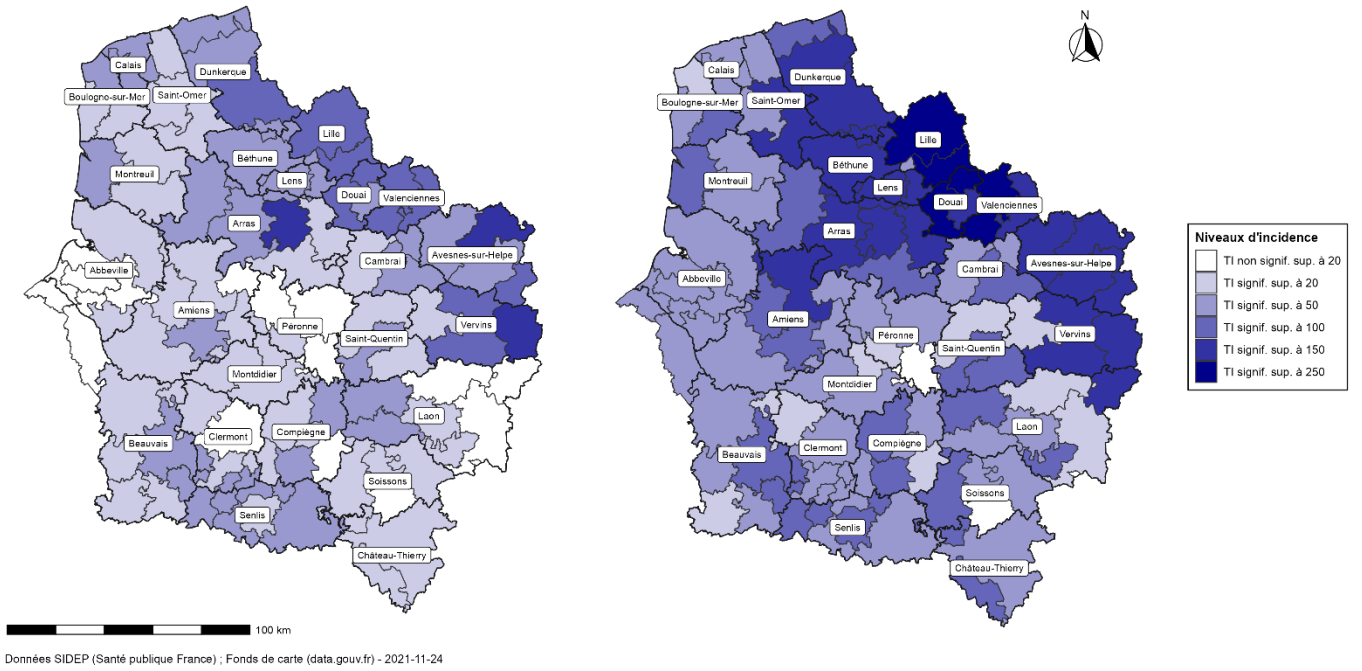 Calais
Dunkerque
Boulogne-sur-Mer
Saint-Omer
Lille
Béthune
Montreuil
Lens
Douai
Valenciennes
Arras
Avesnes-sur-Helpe
Cambrai
Abbeville
Amiens
Péronne
Vervins
Saint-Quentin
Montdidier
Laon
Beauvais
Clermont
Compiègne
Soissons
Senlis
Château-Thierry
100 km
Données SIDEP (Santé publique France) ; Fonds de carte (data.gouv.fr) - 2021-11-24
N
Calais
Dunkerque
Boulogne-sur-Mer
Saint-Omer
Lille
Béthune
Montreuil
Lens
Douai
Valenciennes
Arras
Avesnes-sur-Helpe
Cambrai
Abbeville
Amiens
Péronne
Vervins
Saint-Quentin
Montdidier
Laon
Beauvais
Clermont
Compiègne
Soissons
Senlis
Château-Thierry
Niveaux d'incidence
TI non signif. sup. à 20
TI signif. sup. à 20
TI signif. sup. à 50
TI signif. sup. à 100
TI signif. sup. à 150
TI signif. sup. à 250